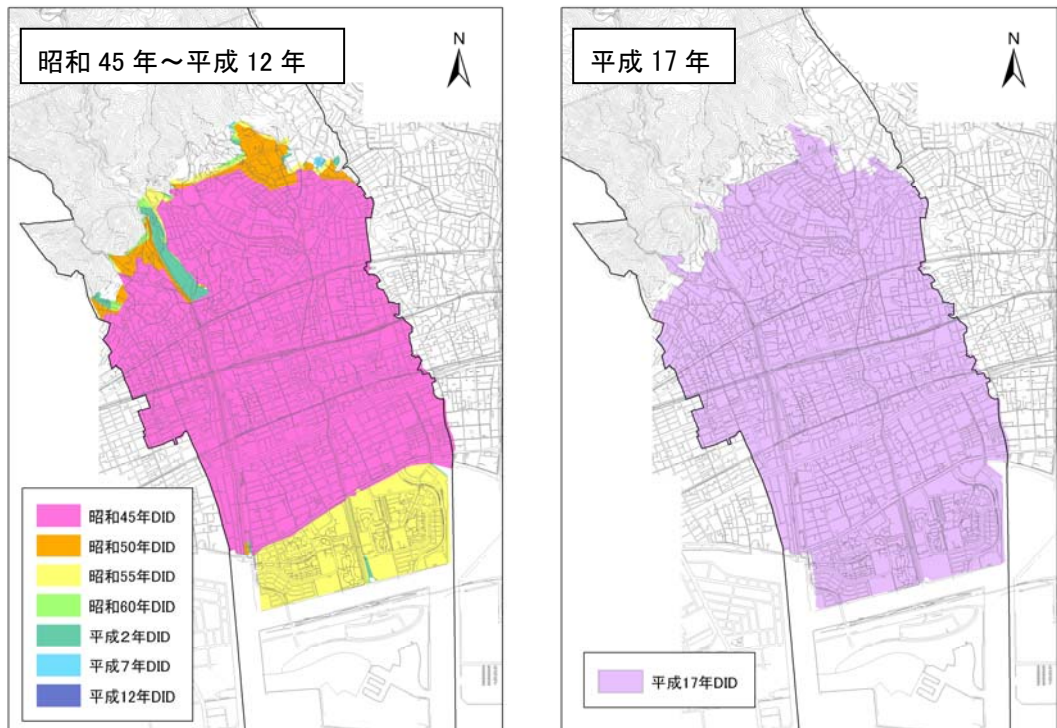 昭和 45 年～平成 12 年
N
昭和45年DID
昭和50年DID
昭和55年DID
昭和60年DID
平成2年DID
平成7年DID
平成12年DID
平成 17 年
N
平成17年DID